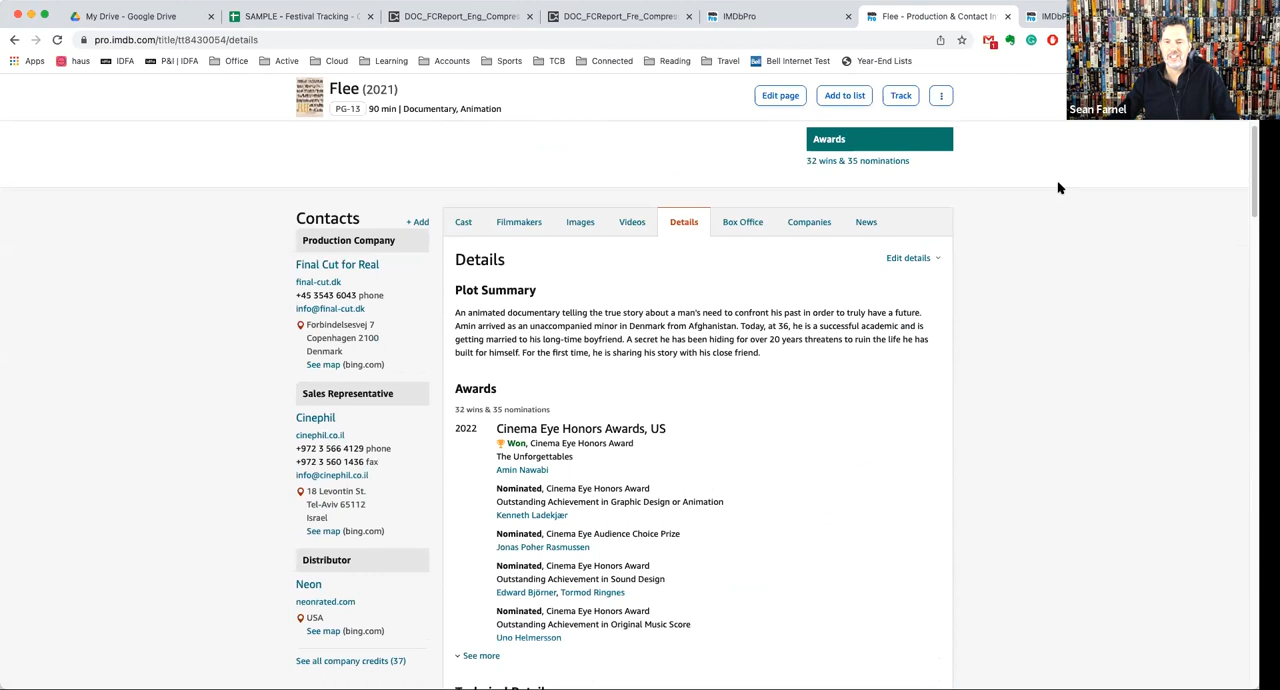 My Drive - Google Drive
SAMPLE - Festival Tracking - G
DOC_FCReport_Eng_Compres
DOC_FCReport_Fre_Compress
IMDbPro
Flee - Production & Contact In
IMDbP
pro.imdb.com/title/tt8430054/details
Apps
haus
IDFA
P&I | IDFA
Office
Active
Cloud
Learning
Accounts
Sports
TCB
Connected
Reading
Travel
Bell Internet Test
Year-End Lists
Sean Farnel
Flee (2021)
PG-13 90 min | Documentary, Animation
Edit page
Add to list
Track
Awards
32 wins & 35 nominations
Contacts
+ Add
Production Company
Final Cut for Real
final-cut.dk
+45 3543 6043 phone
info@final-cut.dk
Forbindelsesvej 7
Copenhagen 2100
Denmark
See map (bing.com)
Sales Representative
Cinephil
cinephil.co.il
+972 3 566 4129 phone
+972 3 560 1436 fax
info@cinephil.co.il
18 Levontin St.
Tel-Aviv 65112
Israel
See map (bing.com)
Distributor
Neon
neonrated.com
USA
See map (bing.com)
See all company credits (37)
Cast
Filmmakers
Images
Videos
Details
Box Office
Companies
News
Details
Edit details
Plot Summary
An animated documentary telling the true story about a man's need to confront his past in order to truly have a future.
Amin arrived as an unaccompanied minor in Denmark from Afghanistan. Today, at 36, he is a successful academic and is
getting married to his long-time boyfriend. A secret he has been hiding for over 20 years threatens to ruin the life he has
built for himself. For the first time, he is sharing his story with his close friend.
Awards
32 wins & 35 nominations
2022 Cinema Eye Honors Awards, US
Won, Cinema Eye Honors Award
The Unforgettables
Amin Nawabi
Nominated, Cinema Eye Honors Award
Outstanding Achievement in Graphic Design or Animation
Kenneth Ladekjær
Nominated, Cinema Eye Audience Choice Prize
Jonas Poher Rasmussen
Nominated, Cinema Eye Honors Award
Outstanding Achievement in Sound Design
Edward Björner, Tormod Ringnes
Nominated, Cinema Eye Honors Award
Outstanding Achievement in Original Music Score
Uno Helmersson
See more